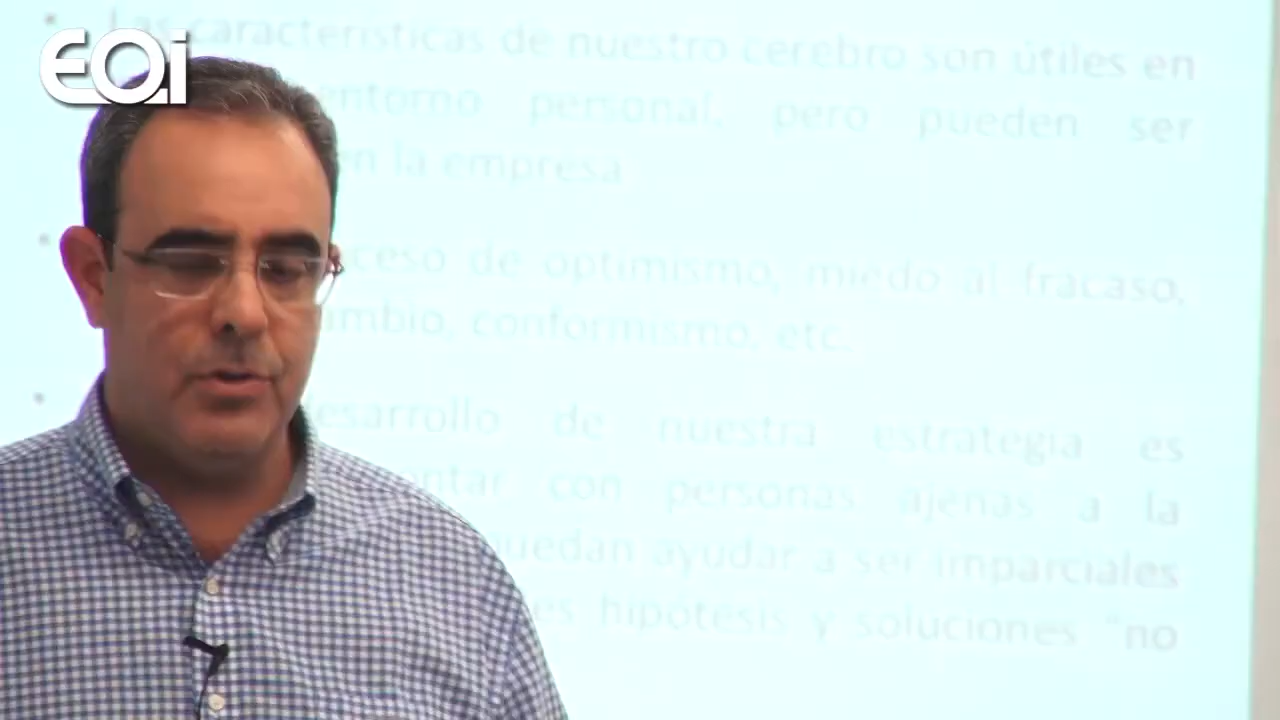 EOi
Las características de nuestro cerebro son útiles en
entorno personal, pero pueden ser
en la empresa
ceso de optimismo, miedo al fracaso,
ambio, conformismo, etc.
desarrollo de nuestra estrategia es
ntar con personas ajenas a la
puedan ayudar a ser imparciales
es hipótesis y soluciones "no